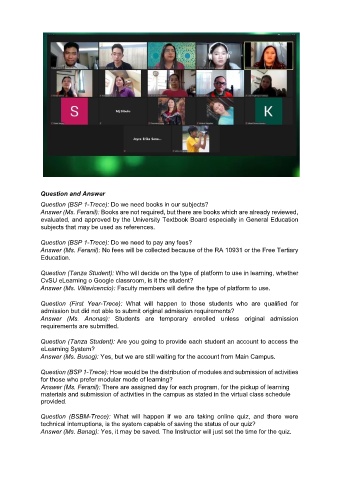 S
MJ Rivada
K
Question and Answer
Question (BSP 1-Trece): Do we need books in our subjects?
Answer (Ms. Feranil): Books are not required, but there are books which are already reviewed,
evaluated, and approved by the University Textbook Board especially in General Education
subjects that may be used as references.
Question (BSP 1-Trece): Do we need to pay any fees?
Answer (Ms. Feranil): No fees will be collected because of the RA 10931 or the Free Tertiary
Education.
Question (Tanza Student): Who will decide on the type of platform to use in learning, whether
CvSU eLearning o Google classroom, Is it the student?
Answer (Ms. Villavicencio): Faculty members will define the type of platform to use.
Question (First Year-Trece): What will happen to those students who are qualified for
admission but did not able to submit original admission requirements?
Answer (Ms. Anonas): Students are temporary enrolled unless original admission
requirements are submitted.
Question (Tanza Student): Are you going to provide each student an account to access the
eLearning System?
Answer (Ms. Busog): Yes, but we are still waiting for the account from Main Campus.
Question (BSP 1-Trece): How would be the distribution of modules and submission of activities
for those who prefer modular mode of learning?
Answer (Ms. Feranil): There are assigned day for each program, for the pickup of learning
materials and submission of activities in the campus as stated in the virtual class schedule
provided.
Question (BSBM-Trece): What will happen if we are taking online quiz, and there were
technical interruptions, is the system capable of saving the status of our quiz?
Answer (Ms. Banag): Yes, it may be saved. The Instructor will just set the time for the quiz.